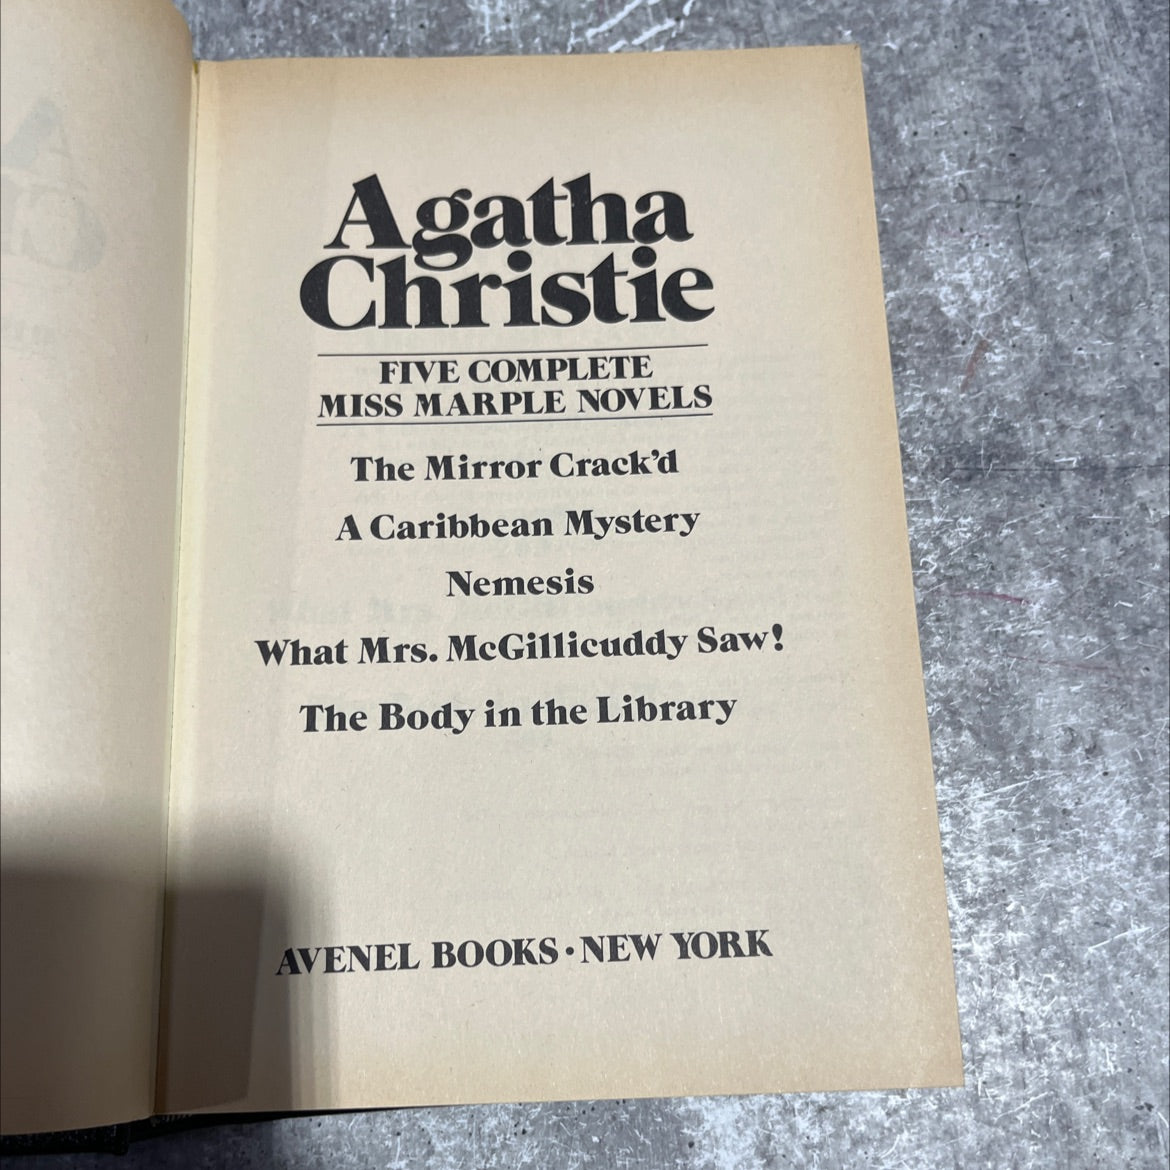 Agatha
Christie
FIVE COMPLETE
MISS MARPLE NOVELS
The Mirror Crack’d
A Caribbean Mystery
Nemesis
What Mrs. McGillicuddy Saw!
The Body in the Library
AVENEL BOOKS • NEW YORK